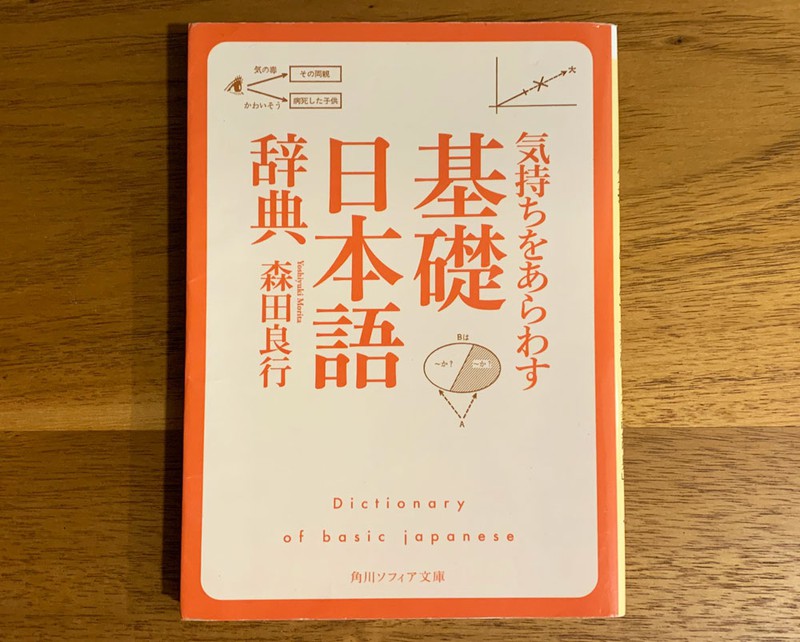 気持ちをあらわす
基礎
日本語
辞典
森田良行
Yoshiyuki Morita
気の毒
その両親
かわいそう
病死した子供
大
Bは
〜か?
〜か?
A
Dictionary
of basic japanese
角川ソフィア文庫